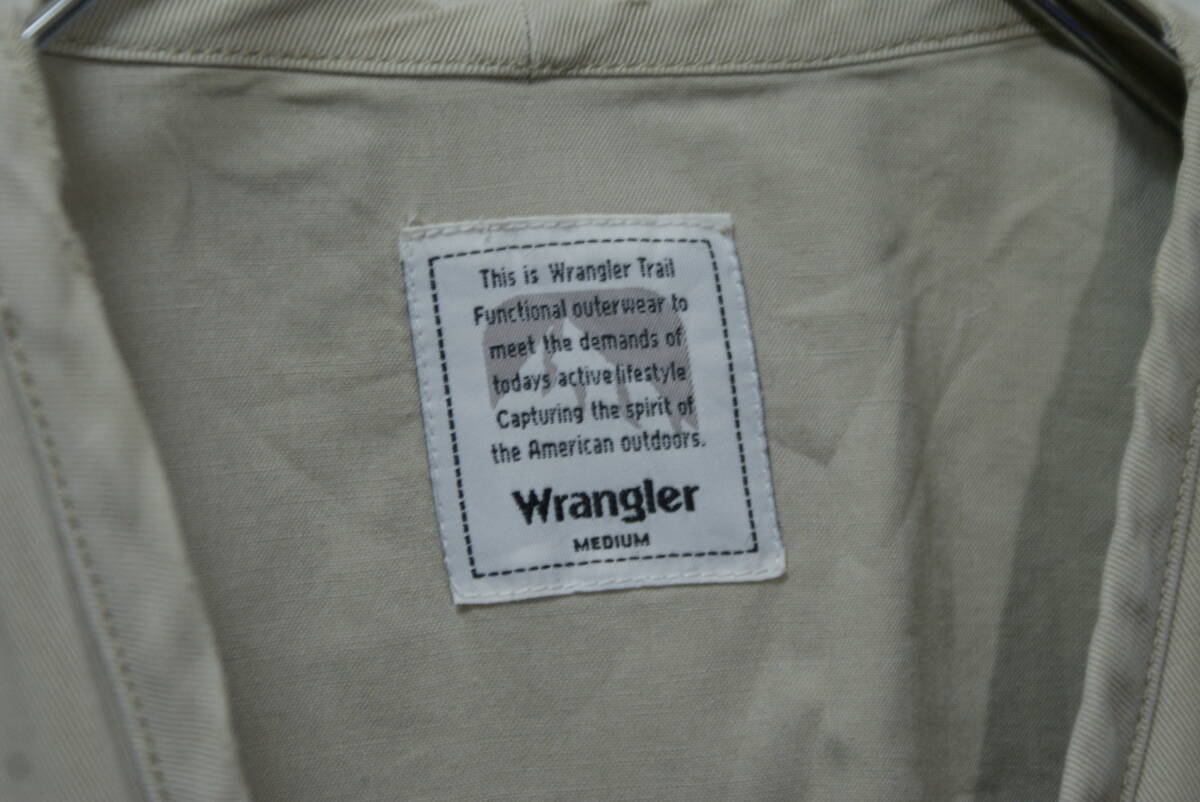 This is Wrangler Trail
Functional outerwear to
meet the demands of
todays active lifestyle
Capturing the spirit of
the American outdoors.
Wrangler
MEDIUM